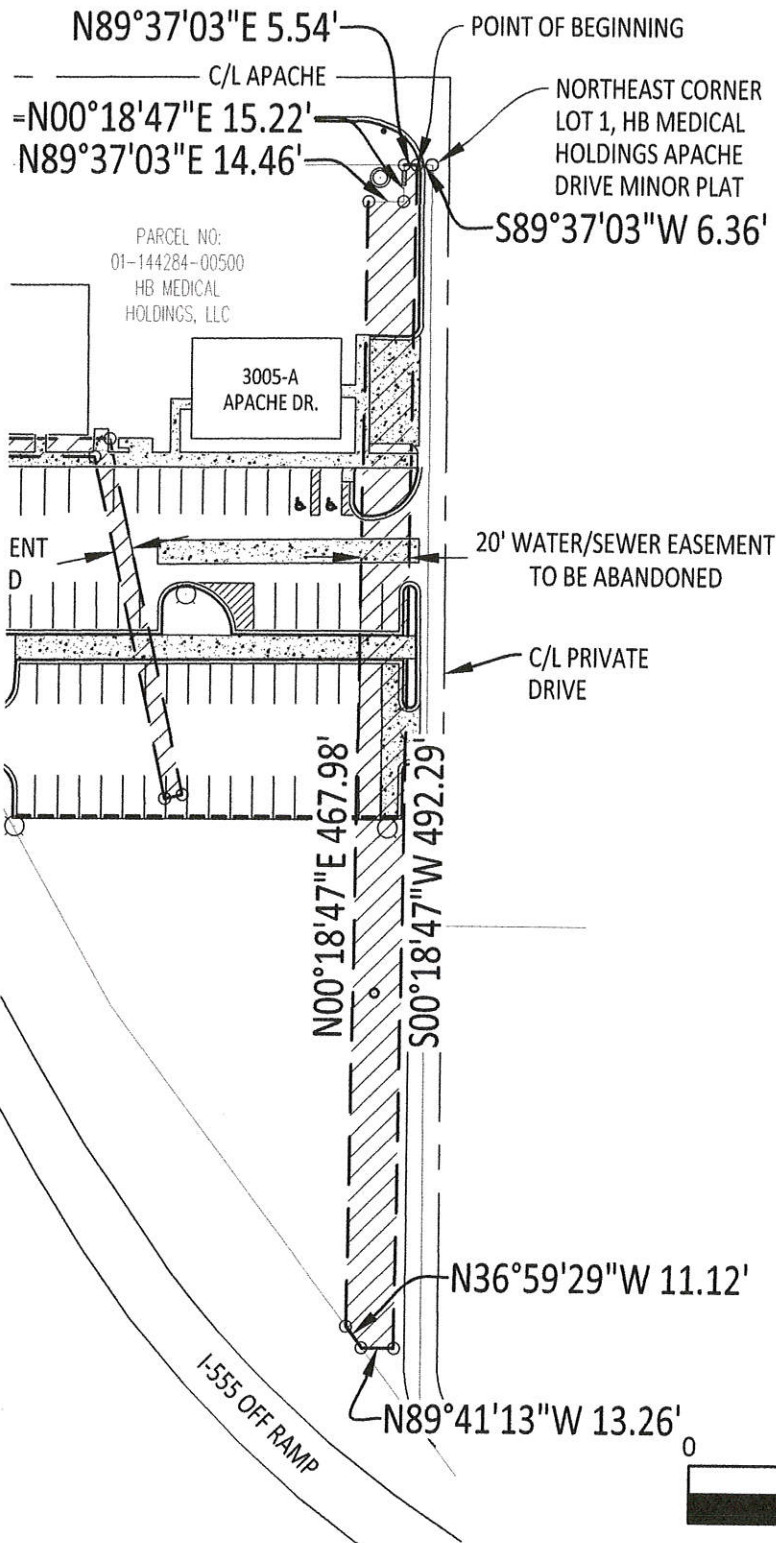 N89°37'03"E 5.54'
POINT OF BEGINNING
C/L APACHE
NORTHEAST CORNER
LOT 1, HB MEDICAL
HOLDINGS APACHE
DRIVE MINOR PLAT
N00°18'47"E 15.22'
N89°37'03"E 14.46'
S89°37'03"W 6.36'
PARCEL NO:
01-144284-00500
HB MEDICAL
HOLDINGS, LLC
3005-A
APACHE DR.
ENT
D
20' WATER/SEWER EASEMENT
TO BE ABANDONED
C/L PRIVATE
DRIVE
N00°18'47"E 467.98'
S00°18'47"W 492.29'
N36°59'29"W 11.12'
I-555 OFF RAMP
N89°41'13"W 13.26'
0